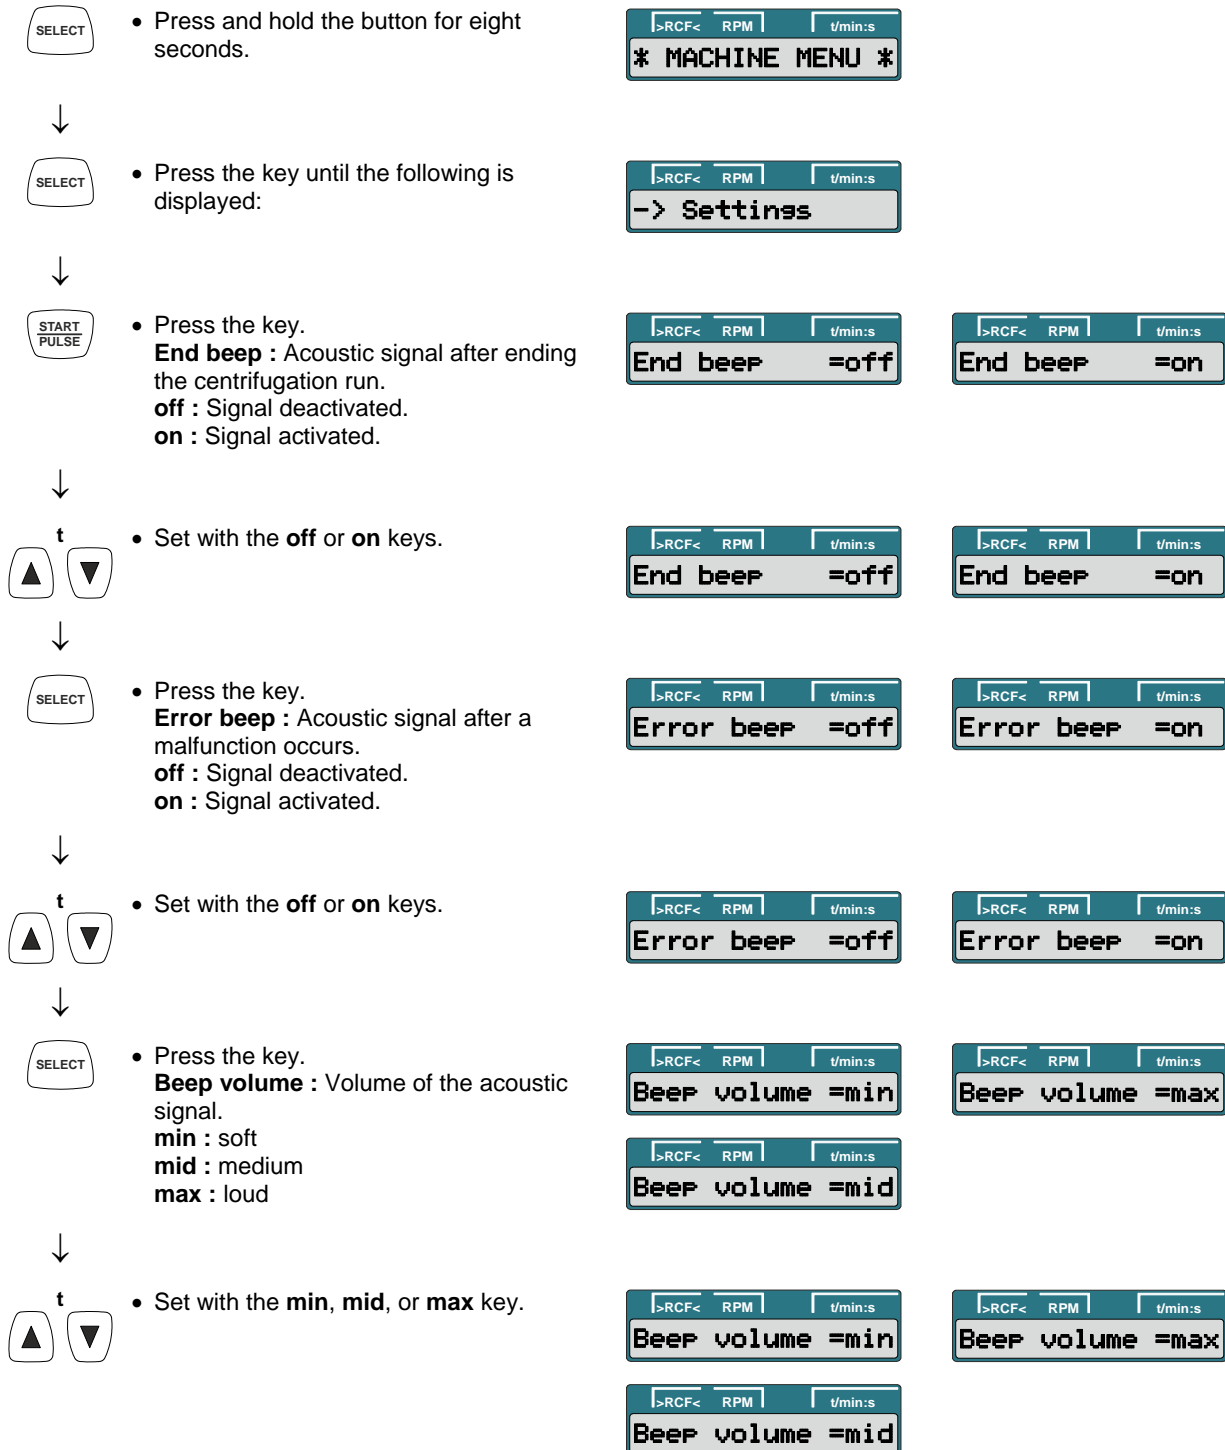 SELECT
• Press and hold the button for eight
seconds.
>RCF< RPM t/min:s
* MACHINE MENU *
↓
SELECT
• Press the key until the following is
displayed:
>RCF< RPM t/min:s
-> Settings
↓
START
PULSE
• Press the key.
End beep : Acoustic signal after ending
the centrifugation run.
off : Signal deactivated.
on : Signal activated.
>RCF< RPM t/min:s
End beep =off
>RCF< RPM t/min:s
End beep =on
↓
t
▲ ▼
• Set with the off or on keys.
>RCF< RPM t/min:s
End beep =off
>RCF< RPM t/min:s
End beep =on
↓
SELECT
• Press the key.
Error beep : Acoustic signal after a
malfunction occurs.
off : Signal deactivated.
on : Signal activated.
>RCF< RPM t/min:s
Error beep =off
>RCF< RPM t/min:s
Error beep =on
↓
t
▲ ▼
• Set with the off or on keys.
>RCF< RPM t/min:s
Error beep =off
>RCF< RPM t/min:s
Error beep =on
↓
SELECT
• Press the key.
Beep volume : Volume of the acoustic
signal.
min : soft
mid : medium
max : loud
>RCF< RPM t/min:s
Beep volume =min
>RCF< RPM t/min:s
Beep volume =max
>RCF< RPM t/min:s
Beep volume =mid
↓
t
▲ ▼
• Set with the min, mid, or max key.
>RCF< RPM t/min:s
Beep volume =min
>RCF< RPM t/min:s
Beep volume =max
>RCF< RPM t/min:s
Beep volume =mid